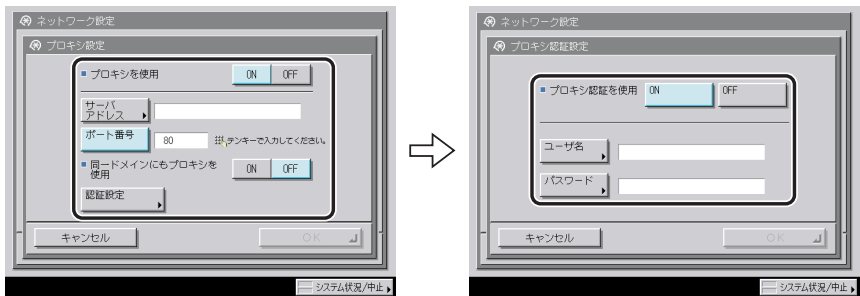 ネットワーク設定
プロキシ設定
プロキシを使用 ON OFF
サーバ
アドレス
ポート番号 80 テンキーで入力してください。
同一ドメインにもプロキシを
使用 ON OFF
認証設定
キャンセル OK
システム状況/中止
ネットワーク設定
プロキシ認証設定
プロキシ認証を使用 ON OFF
ユーザ名
パスワード
キャンセル OK
システム状況/中止